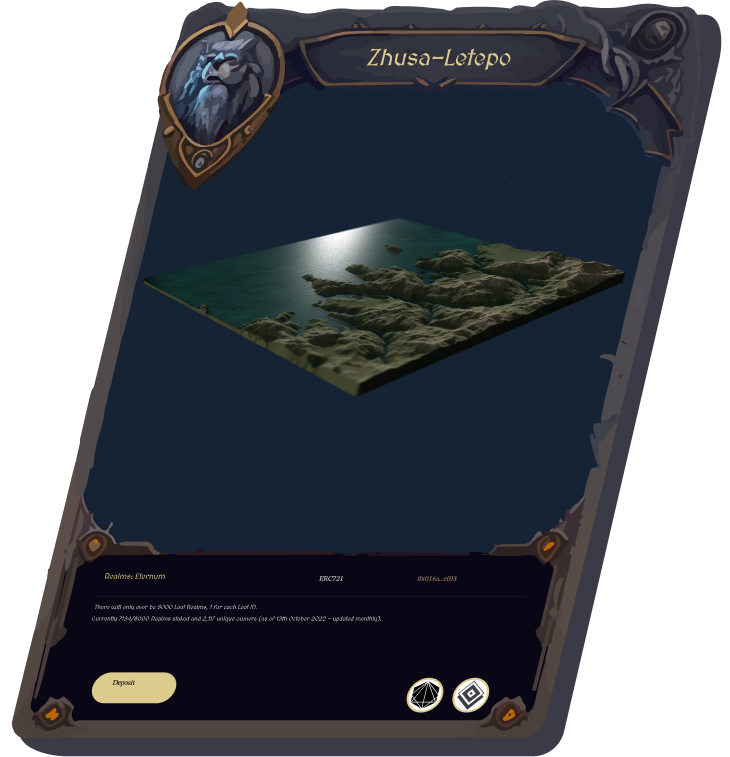 Zhusa-Letepo
Realms: Eternum ERC721 0x016a...ef03
There will only ever be 8000 Loot Realms, 1 for each Loot ID.
Currently 7134/8000 Realms staked and 2,117 unique owners (as of 13th October 2022 - updated monthly).
Deposit